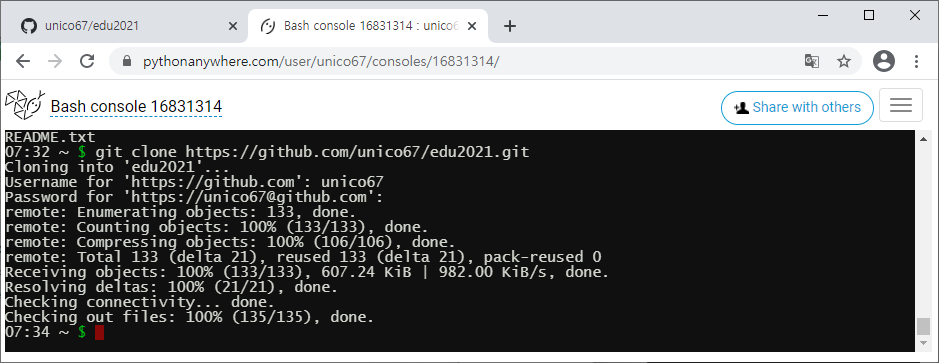 unico67/edu2021
Bash console 16831314 : unico6
pythonanywhere.com/user/unico67/consoles/16831314/
Bash console 16831314
Share with others
README.txt
07:32 ~ $ git clone https://github.com/unico67/edu2021.git
Cloning into 'edu2021'...
Username for 'https://github.com': unico67
Password for 'https://unico67@github.com':
remote: Enumerating objects: 133, done.
remote: Counting objects: 100% (133/133), done.
remote: Compressing objects: 100% (106/106), done.
remote: Total 133 (delta 21), reused 133 (delta 21), pack-reused 0
Receiving objects: 100% (133/133), 607.24 KiB | 982.00 KiB/s, done.
Resolving deltas: 100% (21/21), done.
Checking connectivity... done.
Checking out files: 100% (135/135), done.
07:34 ~ $